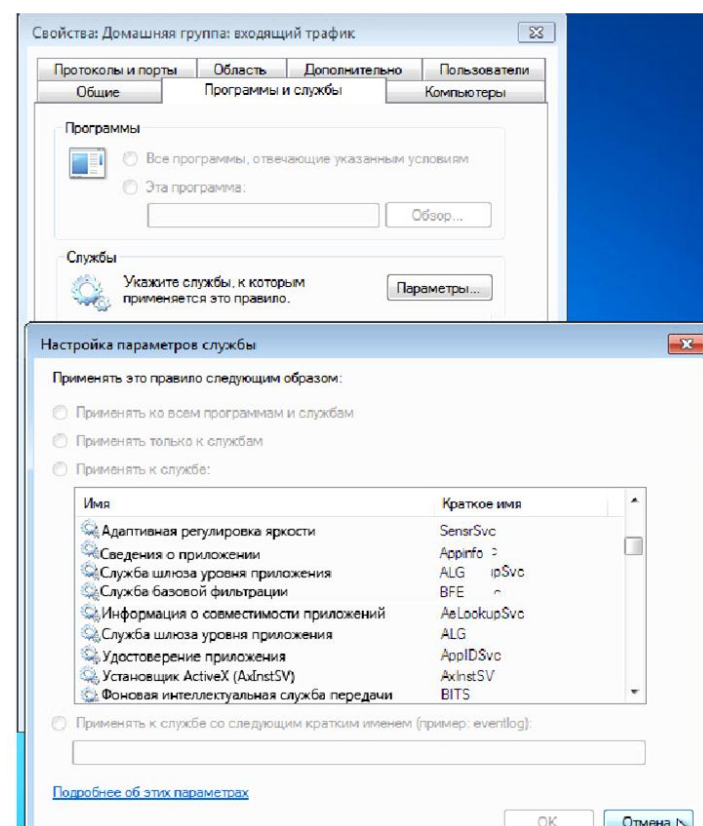 Свойства: Домашняя группа: входящий трафик
Протоколы и порты Область Дополнительно Пользователи
Общие Программы и службы Компьютеры
Программы
Все программы, отвечающие указанным условиям
Эта программа:
Обзор...
Службы
Укажите службы, к которым
применяется это правило.
Параметры...
Настройка параметров службы
Применять это правило следующим образом:
Применять ко всем программам и службам
Применять только к службам
Применять к службе:
Имя Краткое имя
Адаптивная регулировка яркости SensrSvc
Сведения о приложении Appinfo
Служба шлюза уровня приложения ALG pSvc
Служба базовой фильтрации BFE
Информация о совместимости приложений AeLookupSvc
Служба шлюза уровня приложения ALG
Удостоверение приложения AppIDSvc
Установщик ActiveX (AxInstSV) AxInstSV
Фоновая интеллектуальная служба передачи BITS
Применять к службе со следующим кратким именем (пример: eventlog):
Подробнее об этих параметрах
OK Отмена